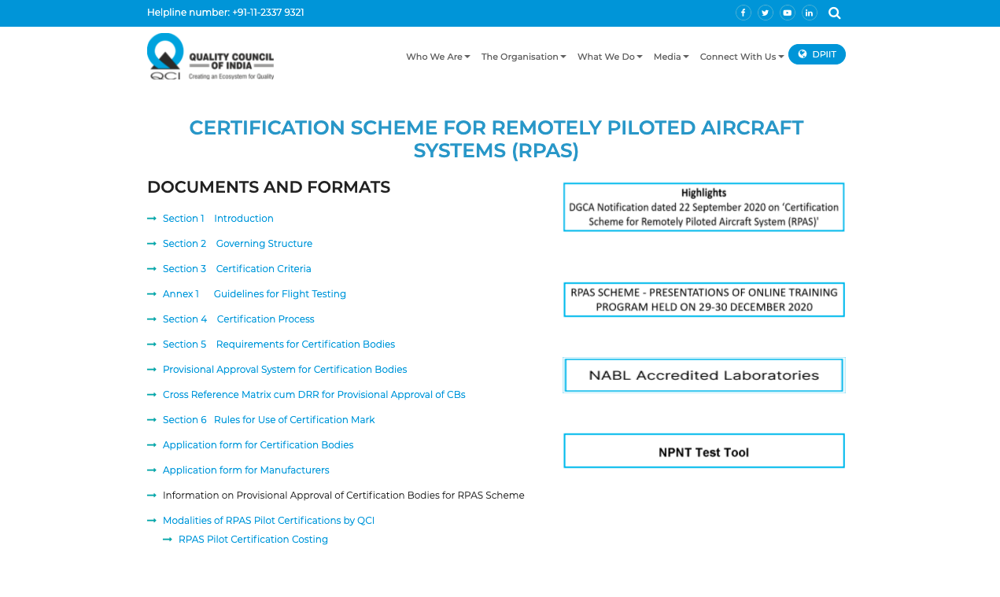 Helpline number: +91-11-2337 9321
QUALITY COUNCIL
OF INDIA
QCI Creating an Ecosystem for Quality
Who We Are The Organisation What We Do Media Connect With Us DPIIT
CERTIFICATION SCHEME FOR REMOTELY PILOTED AIRCRAFT
SYSTEMS (RPAS)
DOCUMENTS AND FORMATS
Section 1 Introduction
Section 2 Governing Structure
Section 3 Certification Criteria
Annex 1 Guidelines for Flight Testing
Section 4 Certification Process
Section 5 Requirements for Certification Bodies
Provisional Approval System for Certification Bodies
Cross Reference Matrix cum DRR for Provisional Approval of CBs
Section 6 Rules for Use of Certification Mark
Application form for Certification Bodies
Application form for Manufacturers
Information on Provisional Approval of Certification Bodies for RPAS Scheme
Modalities of RPAS Pilot Certifications by QCI
RPAS Pilot Certification Costing
Highlights
DGCA Notification dated 22 September 2020 on ‘Certification
Scheme for Remotely Piloted Aircraft System (RPAS)'
RPAS SCHEME - PRESENTATIONS OF ONLINE TRAINING
PROGRAM HELD ON 29-30 DECEMBER 2020
NABL Accredited Laboratories
NPNT Test Tool